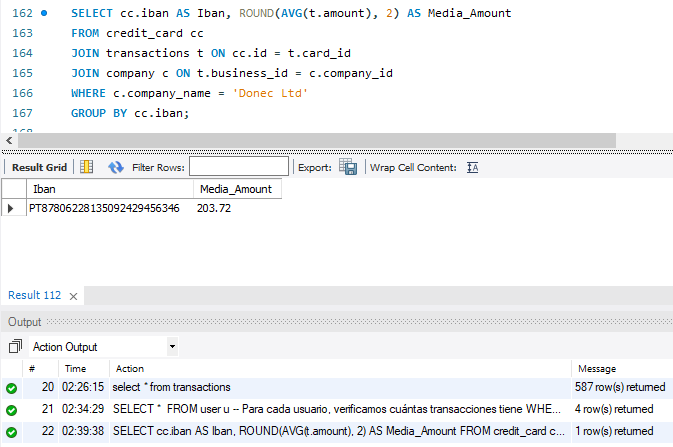 162 SELECT cc.iban AS Iban, ROUND(AVG(t.amount), 2) AS Media_Amount
163 FROM credit_card cc
164 JOIN transactions t ON cc.id = t.card_id
165 JOIN company c ON t.business_id = c.company_id
166 WHERE c.company_name = 'Donec Ltd'
167 GROUP BY cc.iban;
Result Grid Filter Rows: Export: Wrap Cell Content:
Iban Media_Amount
PT87806228135092429456346 203.72
Result 112
Output
Action Output
# Time Action Message
20 02:26:15 select * from transactions 587 row(s) returned
21 02:34:29 SELECT * FROM user u -- Para cada usuario, verificamos cuántas transacciones tiene WHE... 4 row(s) returned
22 02:39:38 SELECT cc.iban AS Iban, ROUND(AVG(t.amount), 2) AS Media_Amount FROM credit_card c... 1 row(s) returned